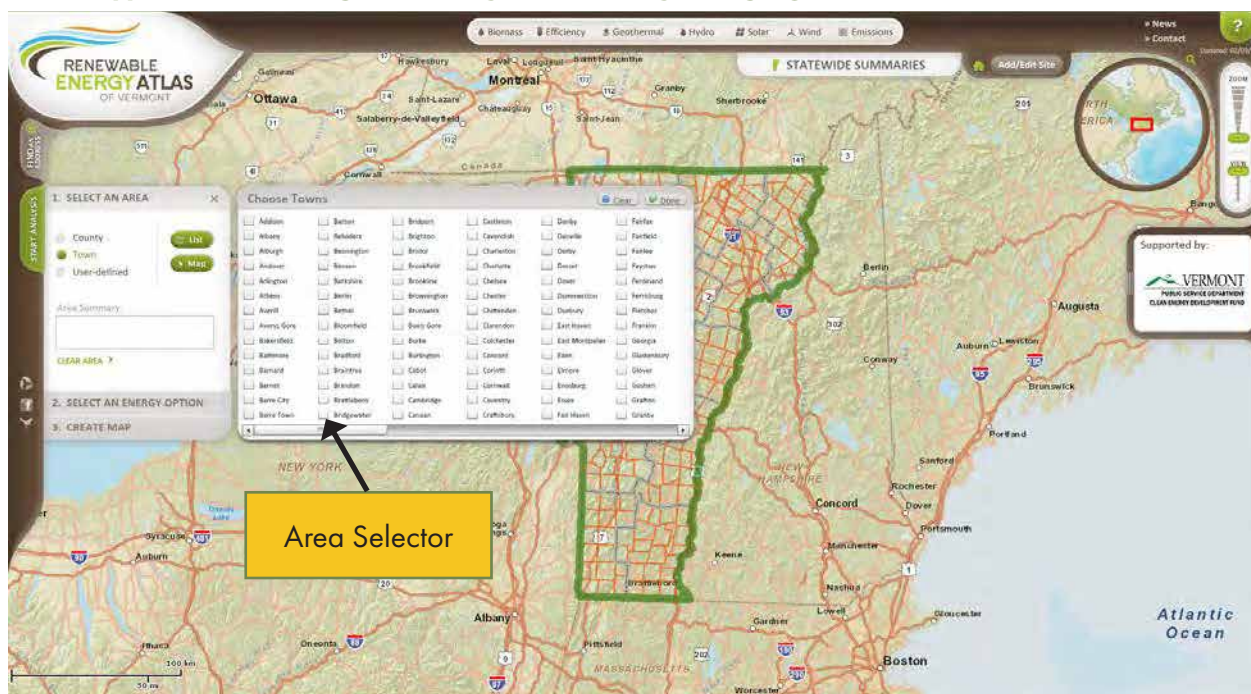 Biomass Efficiency Geothermal Hydro Solar Wind Emissions
» News
» Contact
?
RENEWABLE
ENERGY ATLAS
OF VERMONT
STATEWIDE SUMMARIES
Add/Edit Site
ZOOM
FIND AN ADDRESS
START ANALYSIS
1. SELECT AN AREA
County
Town
User-defined
List
Map
Area Summary
CLEAR AREA
2. SELECT AN ENERGY OPTION
3. CREATE MAP
Choose Towns
Clear Done
Addison Barton Bridport Castleton Danby Fairfax
Albany Belvidere Brighton Cavendish Danville Fairfield
Alburgh Bennington Bristol Charleston Derby Fairlee
Andover Benson Brookfield Charlotte Dorset Fayston
Arlington Berkshire Brookline Chelsea Dover Ferdinand
Athens Berlin Brownington Chester Dummerston Ferrisburg
Averill Bethel Brunswick Chittenden Duxbury Fletcher
Averys Gore Bloomfield Buels Gore Clarendon East Haven Franklin
Bakersfield Bolton Burke Colchester East Montpelier Georgia
Baltimore Bradford Burlington Concord Eden Glastenbury
Barnard Braintree Cabot Corinth Elmore Glover
Barnet Brandon Calais Cornwall Enosburg Goshen
Barre City Brattleboro Cambridge Coventry Essex Grafton
Barre Town Bridgewater Canaan Craftsbury Fair Haven Granby
Area Selector
Supported by:
VERMONT
PUBLIC SERVICE DEPARTMENT
CLEAN ENERGY DEVELOPMENT FUND
Hawkesbury
Montreal
Saint-Hyacinthe
Granby
Sherbrooke
Gatineau
Ottawa
Saint-Lazare
Salaberry-de-Valleyfield
Châteauguay
Saint-Jean
Cornwall
Canada
Berlin
Augusta
Conway
Auburn
Lewiston
Brunswick
Portland
Sanford
Rochester
Dover
Portsmouth
NEW YORK
NEW HAMPSHIRE
Concord
Manchester
Keene
Nashua
Lowell
Brattleboro
Syracuse
Auburn
Albany
Oneonta
Ithaca
Pittsfield
Gardner
Gloucester
Boston
Worcester
MASSACHUSETTS
Atlantic
Ocean
100 km
50 mi